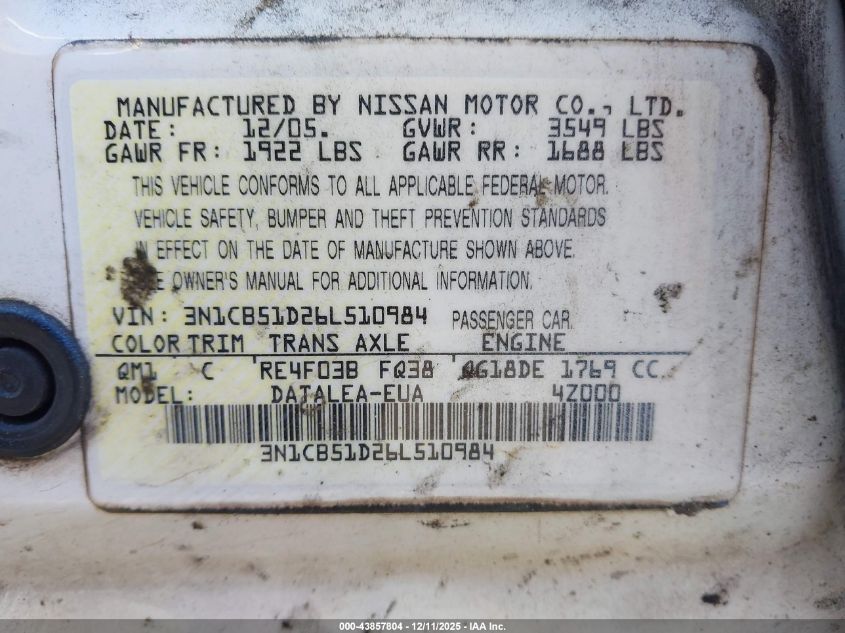 MANUFACTURED BY NISSAN MOTOR CO., LTD.
DATE: 12/05. GVWR: 3549 LBS
GAWR FR: 1922 LBS GAWR RR: 1688 LBS
THIS VEHICLE CONFORMS TO ALL APPLICABLE FEDERAL MOTOR.
VEHICLE SAFETY, BUMPER AND THEFT PREVENTION STANDARDS
IN EFFECT ON THE DATE OF MANUFACTURE SHOWN ABOVE.
OWNER'S MANUAL FOR ADDITIONAL INFORMATION.
VIN: 3N1CB51D26L510984 PASSENGER CAR.
COLOR TRIM TRANS AXLE ENGINE
QM1 C RE4F03B FQ38 QG18DE 1769 CC
MODEL: DATALEA-EUA 4Z000
3N1CB51D26L510984
000-43857804 - 12/11/2025 - IAA Inc.